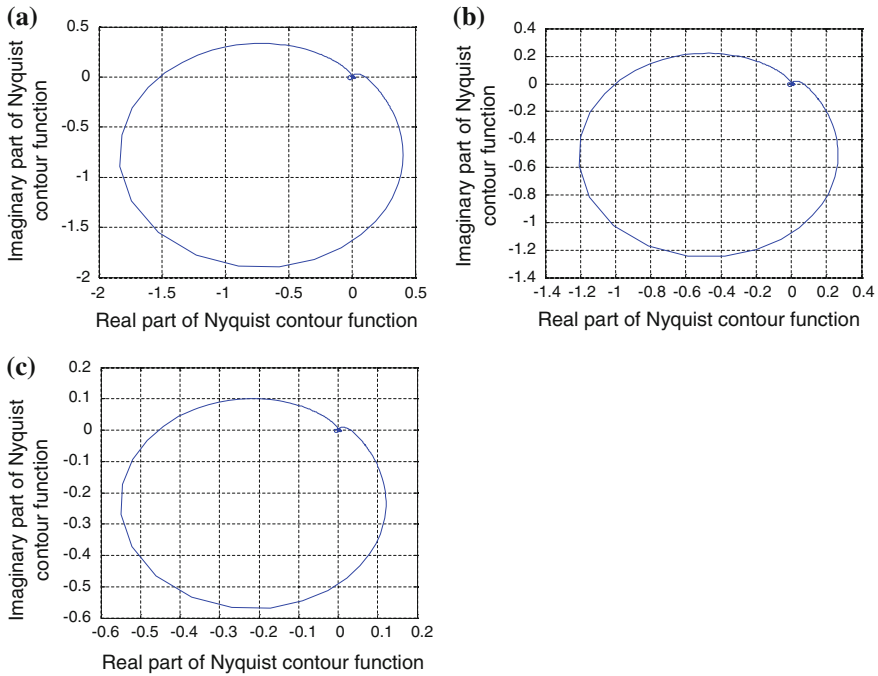 (a)
Imaginary part of Nyquist
contour function
0.5
0
-0.5
-1
-1.5
-2
-2 -1.5 -1 -0.5 0 0.5
Real part of Nyquist contour function
(b)
Imaginary part of Nyquist
contour function
0.4
0.2
0
-0.2
-0.4
-0.6
-0.8
-1
-1.2
-1.4
-1.4 -1.2 -1 -0.8 -0.6 -0.4 -0.2 0 0.2 0.4
Real part of Nyquist contour function
(c)
Imaginary part of Nyquist
contour function
0.2
0.1
0
-0.1
-0.2
-0.3
-0.4
-0.5
-0.6
-0.6 -0.5 -0.4 -0.3 -0.2 -0.1 0 0.1 0.2
Real part of Nyquist contour function